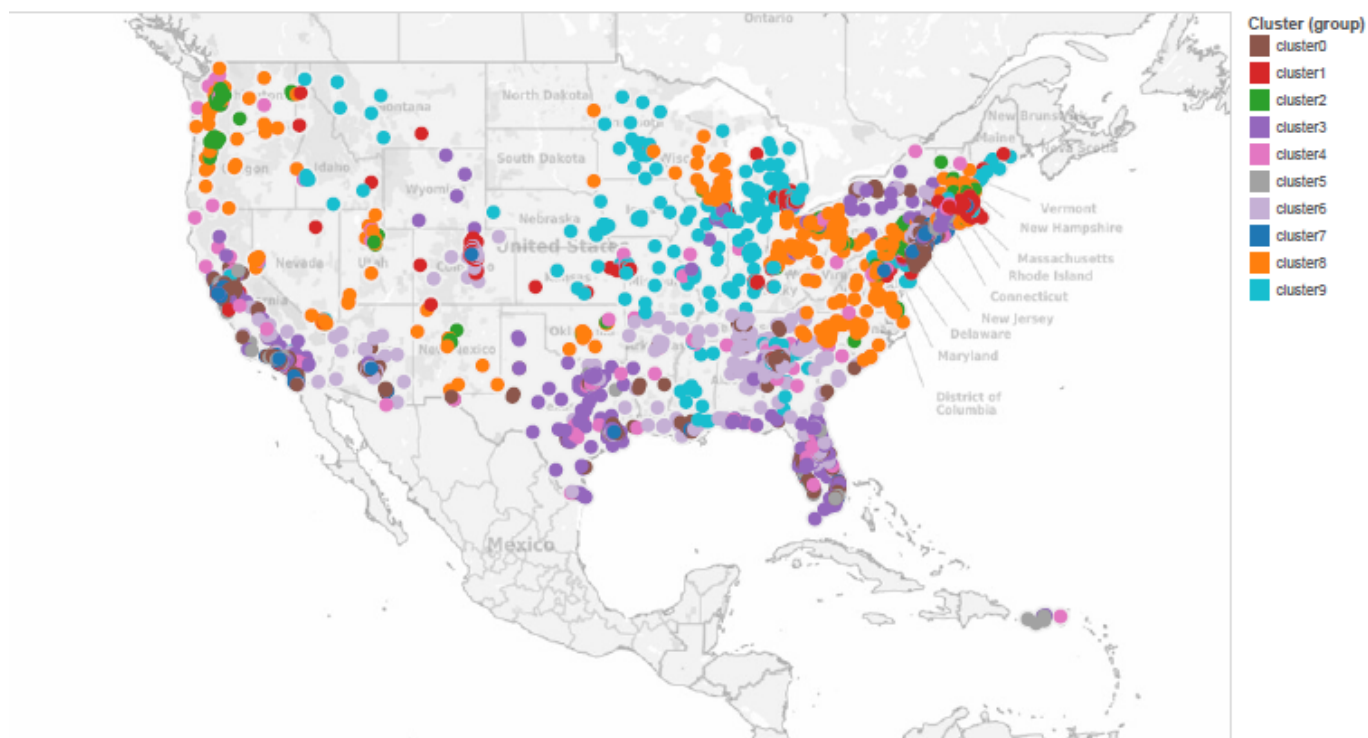 Ontario
Cluster (group)
cluster0
cluster1
cluster2
cluster3
cluster4
cluster5
cluster6
cluster7
cluster8
cluster9
North Dakota
South Dakota
Nebraska
United States
Idaho
Nevada
Utah
New Mexico
New Brunswick
Maine
Nova Scotia
Vermont
New Hampshire
Massachusetts
Rhode Island
Connecticut
New Jersey
Delaware
Maryland
District of
Columbia
Mexico